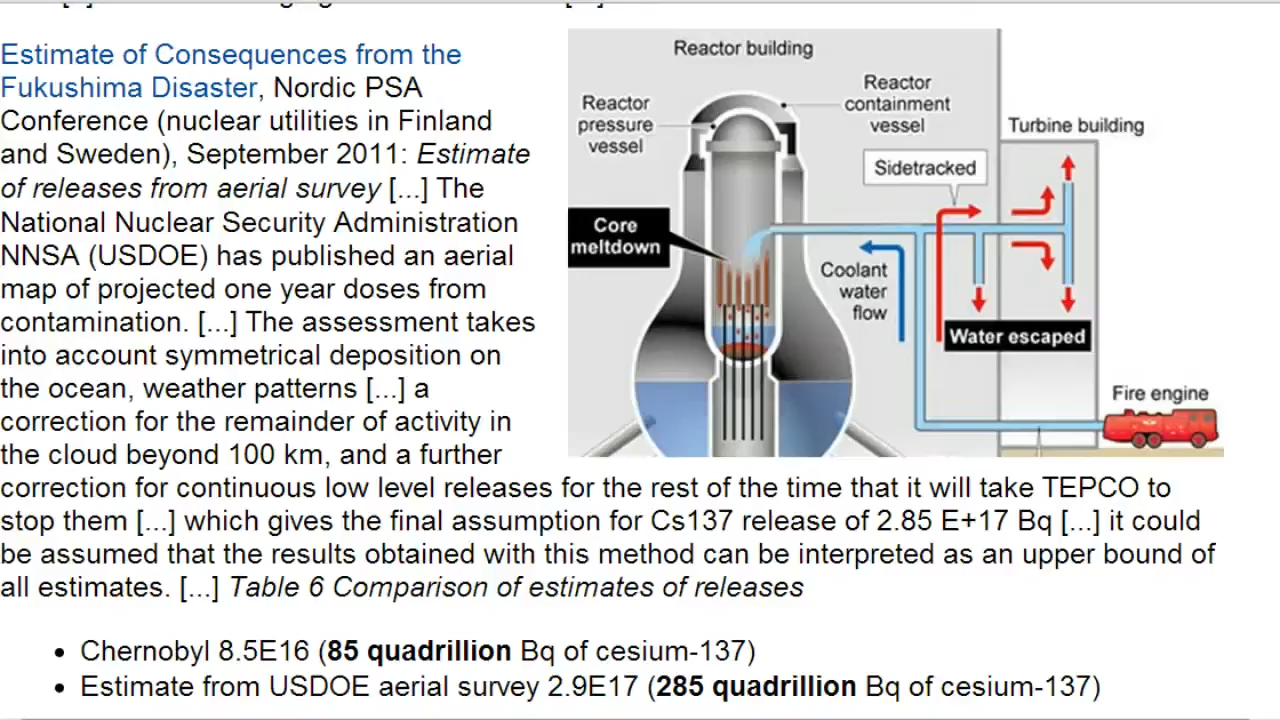 Estimate of Consequences from the
Fukushima Disaster, Nordic PSA
Conference (nuclear utilities in Finland
and Sweden), September 2011: Estimate
of releases from aerial survey [...] The
National Nuclear Security Administration
NNSA (USDOE) has published an aerial
map of projected one year doses from
contamination. [...] The assessment takes
into account symmetrical deposition on
the ocean, weather patterns [...] a
correction for the remainder of activity in
the cloud beyond 100 km, and a further
correction for continuous low level releases for the rest of the time that it will take TEPCO to
stop them [...] which gives the final assumption for Cs137 release of 2.85 E+17 Bq [...] it could
be assumed that the results obtained with this method can be interpreted as an upper bound of
all estimates. [...] Table 6 Comparison of estimates of releases
• Chernobyl 8.5E16 (85 quadrillion Bq of cesium-137)
• Estimate from USDOE aerial survey 2.9E17 (285 quadrillion Bq of cesium-137)
Reactor building
Reactor
pressure
vessel
Reactor
containment
vessel
Turbine building
Sidetracked
Core
meltdown
Coolant
water
flow
Water escaped
Fire engine